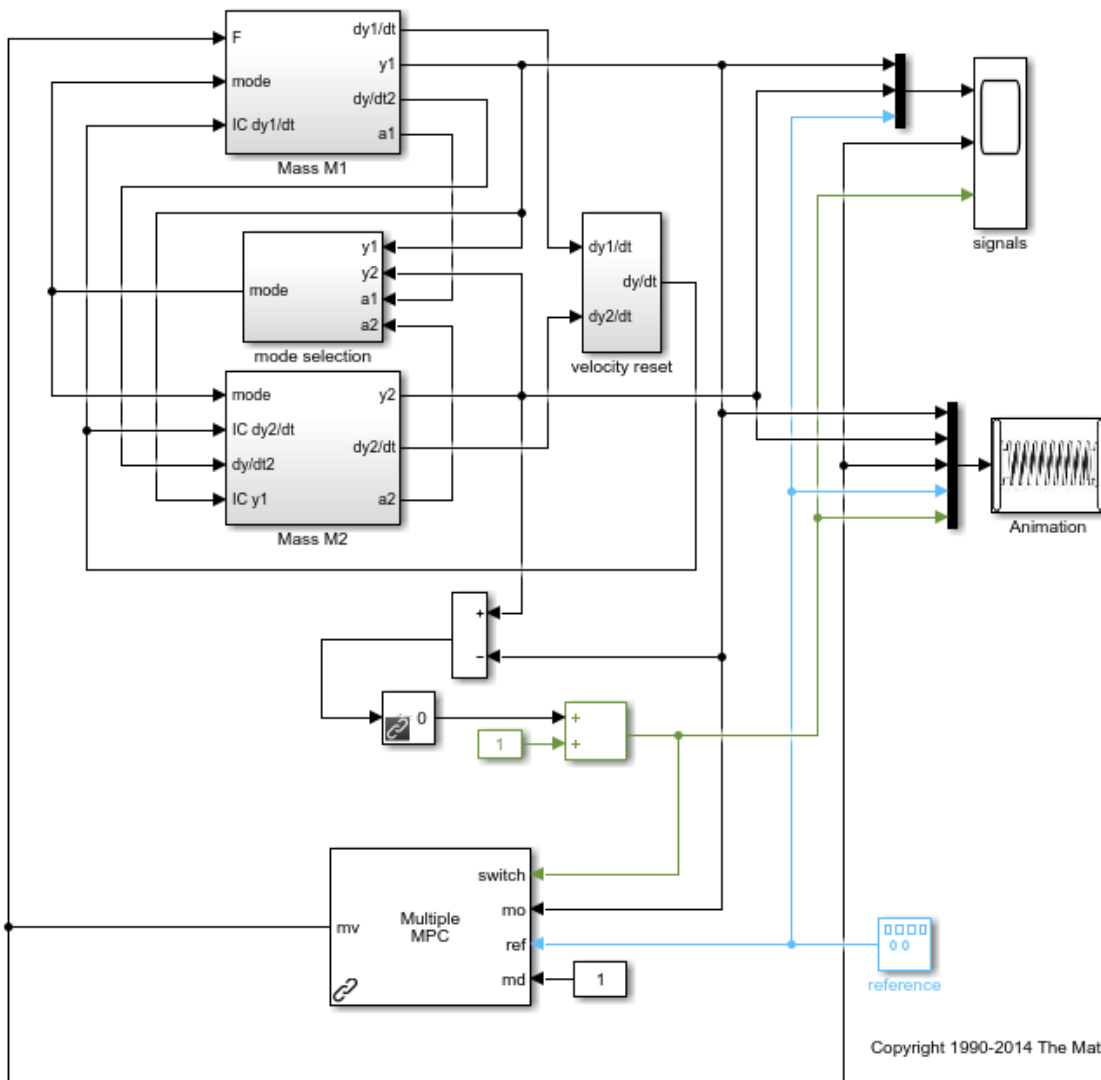 F
mode
IC dy1/dt
dy1/dt
y1
dy/dt2
a1
Mass M1
mode
y1
y2
a1
a2
mode selection
dy1/dt
dy2/dt
dy/dt
velocity reset
signals
mode
IC dy2/dt
dy/dt2
IC y1
y2
dy2/dt
a2
Mass M2
Animation
+
−
0
1
+
+
mv
Multiple
MPC
switch
mo
ref
md
1
0 0
reference
Copyright 1990-2014 The Mat